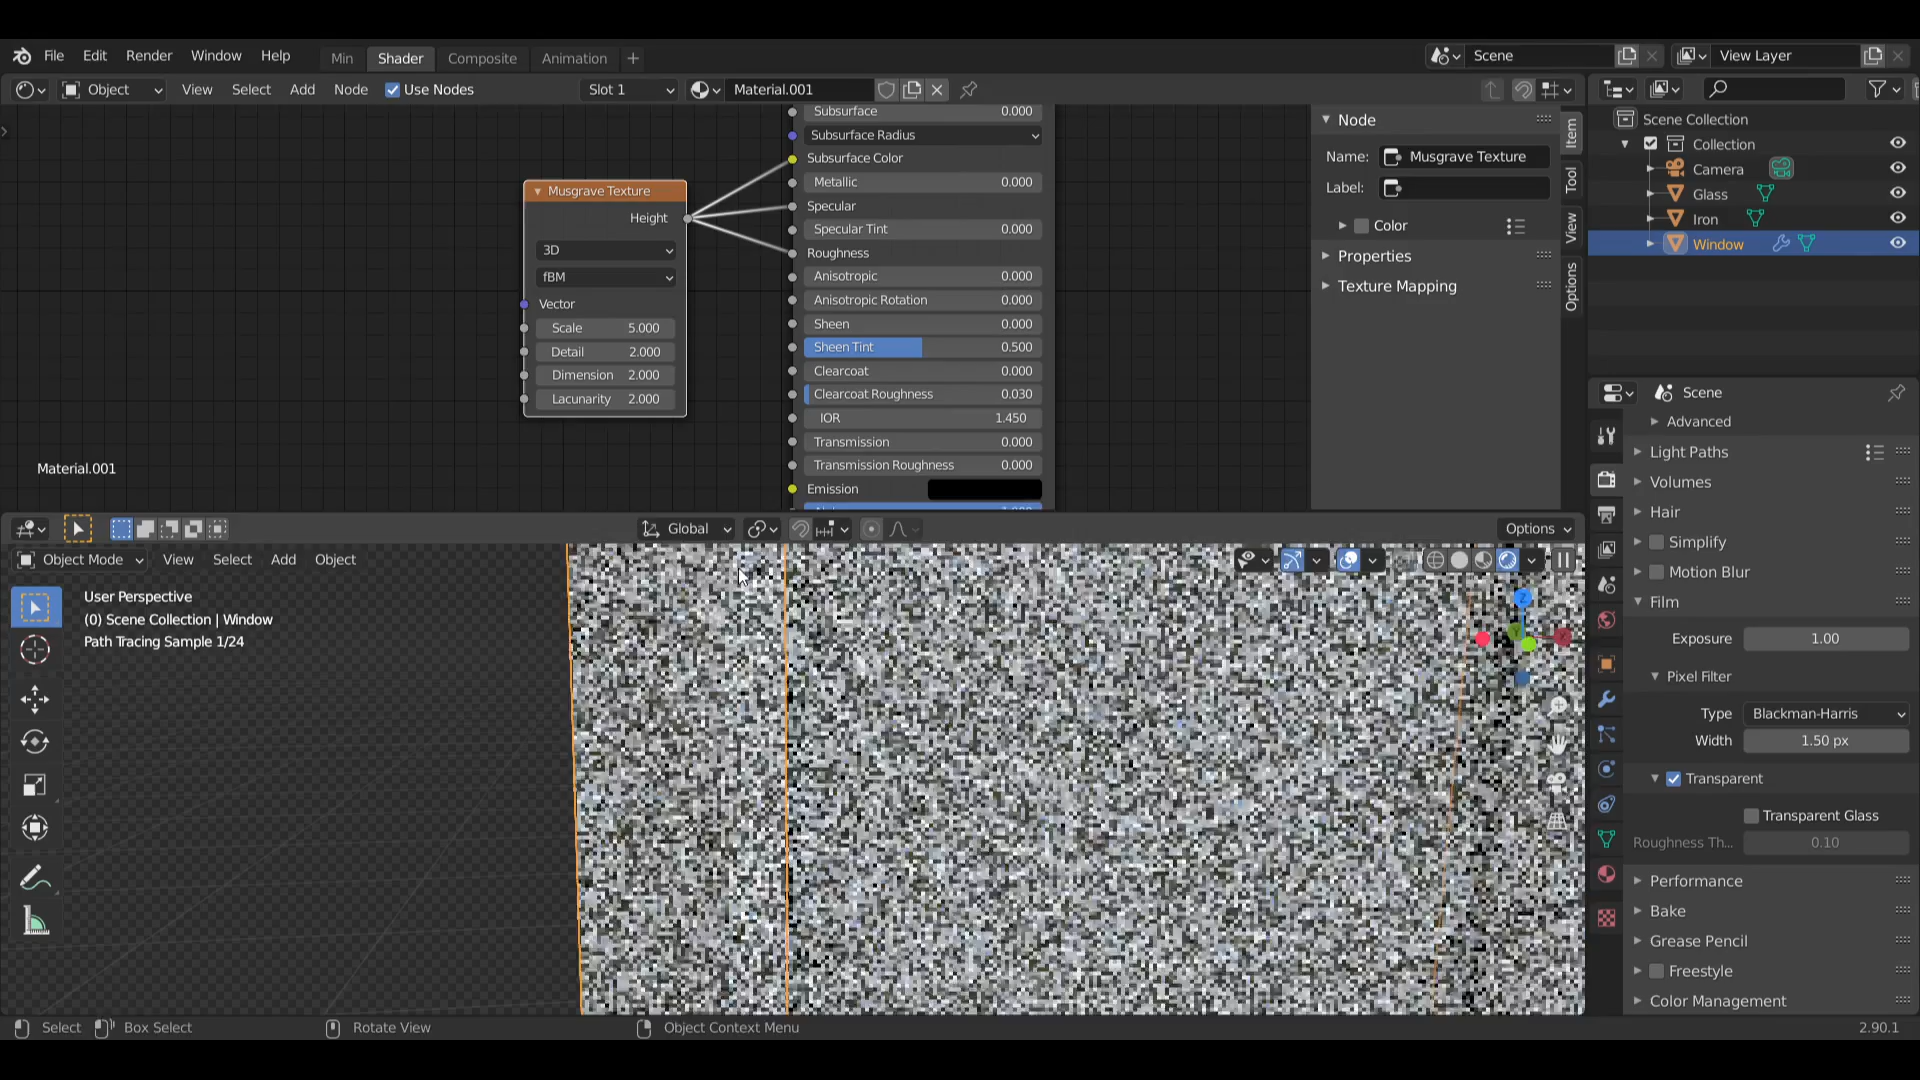 File Edit Render Window Help Min Shader Composite Animation + Scene View Layer
Object View Select Add Node Use Nodes Slot 1 Material.001
Subsurface 0.000
Subsurface Radius
Subsurface Color
Metallic 0.000
Specular
Specular Tint 0.000
Roughness
Anisotropic 0.000
Anisotropic Rotation 0.000
Sheen 0.000
Sheen Tint 0.500
Clearcoat 0.000
Clearcoat Roughness 0.030
IOR 1.450
Transmission 0.000
Transmission Roughness 0.000
Emission
Musgrave Texture
Height
3D
fBM
Vector
Scale 5.000
Detail 2.000
Dimension 2.000
Lacunarity 2.000
Material.001
Node
Name: Musgrave Texture
Label:
Color
Properties
Texture Mapping
Item
Tool
View
Options
Scene Collection
Collection
Camera
Glass
Iron
Window
Global Options
Object Mode View Select Add Object
User Perspective
(0) Scene Collection | Window
Path Tracing Sample 1/24
Z
Y
X
Scene
Advanced
Light Paths
Volumes
Hair
Simplify
Motion Blur
Film
Exposure 1.00
Pixel Filter
Type Blackman-Harris
Width 1.50 px
Transparent
Transparent Glass
Roughness Th... 0.10
Performance
Bake
Grease Pencil
Freestyle
Color Management
Select Box Select Rotate View Object Context Menu 2.90.1